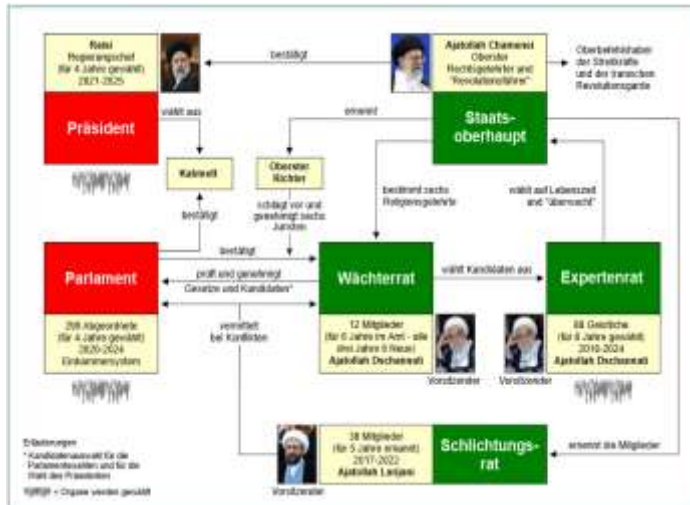 Raisi
Regierungschef
(für 4 Jahre gewählt)
2021-2025
Präsident
bestätigt
Ajatollah Chamenei
Oberster
Rechtsgelehrter und
"Revolutionsführer"
Staats-
oberhaupt
Oberbefehlshaber
der Streitkräfte
und der Iranischen
Revolutionsgarde
wählt aus
ernennt
Kabinett
Oberster
Richter
bestätigt
schlägt vor und
genehmigt sechs
Juristen
bestimmt sechs
Religionsgelehrte
wählt auf Lebenszeit
und "überwacht"
Parlament
290 Abgeordnete
(für 4 Jahre gewählt)
2020-2024
Einkammersystem
bestätigt
prüft und genehmigt
Gesetze und Kandidaten*
vermittelt
bei Konflikten
Wächterrat
12 Mitglieder
(für 6 Jahre im Amt - alle
drei Jahre 6 Neue)
Ajatollah Dschannati
Vorsitzender
wählt Kandidaten aus
Expertenrat
88 Geistliche
(für 8 Jahre gewählt)
2016-2024
Ajatollah Dschannati
Vorsitzender
38 Mitglieder
(für 5 Jahre ernannt)
2017-2022
Ajatollah Larijani
Vorsitzender
Schlichtungs-
rat
ernennt die Mitglieder
Erläuterungen
* Kandidatenauswahl für die
Parlamentswahlen und für die
Wahl des Präsidenten
= Organe werden gewählt